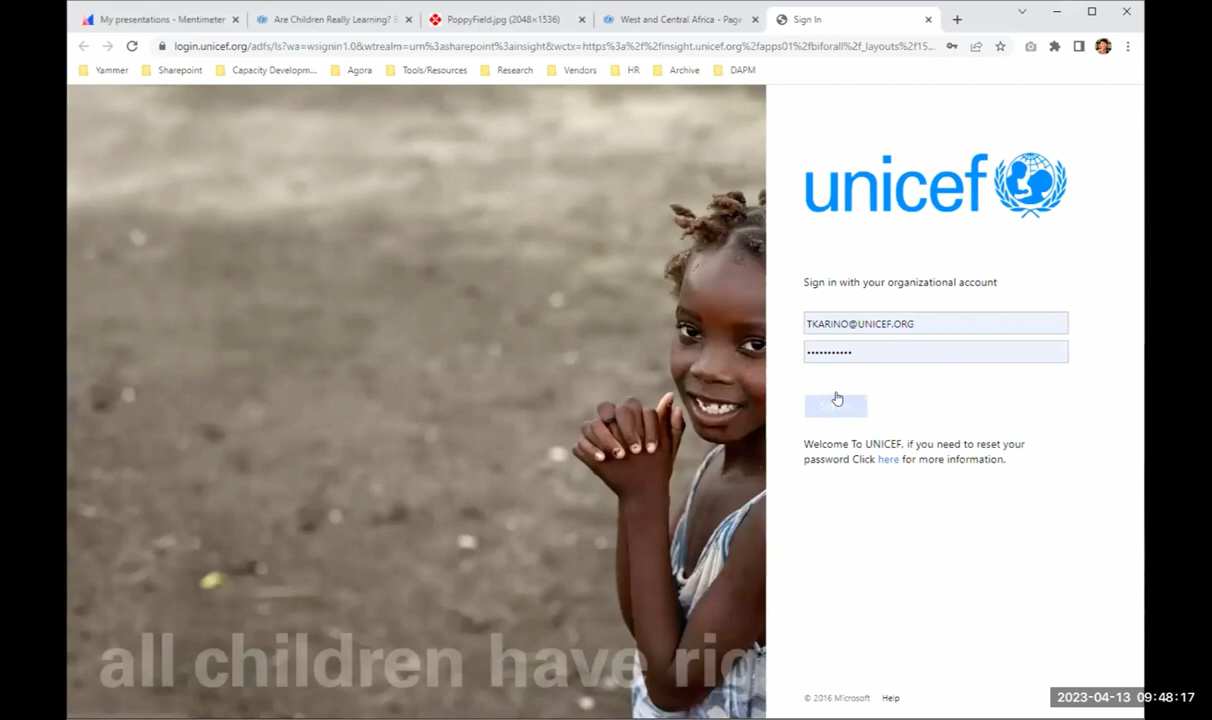 My presentations - Mentimeter
Are Children Really Learning? E
PoppyField.jpg (2048×1536)
West and Central Africa - Page
Sign In
login.unicef.org/adfs/ls?wa=wsignin1.0&wtrealm=urn%3asharepoint%3ainsight&wctx=https%3a%2f%2finsight.unicef.org%2fapps01%2fbiforall%2f_layouts%2f15...
Yammer
Sharepoint
Capacity Developm...
Agora
Tools/Resources
Research
Vendors
HR
Archive
DAPM
unicef
Sign in with your organizational account
TKARINO@UNICEF.ORG
•••••••••••
Welcome To UNICEF, if you need to reset your
password Click here for more information.
all children have rig
© 2016 Microsoft Help
2023-04-13 09:48:17